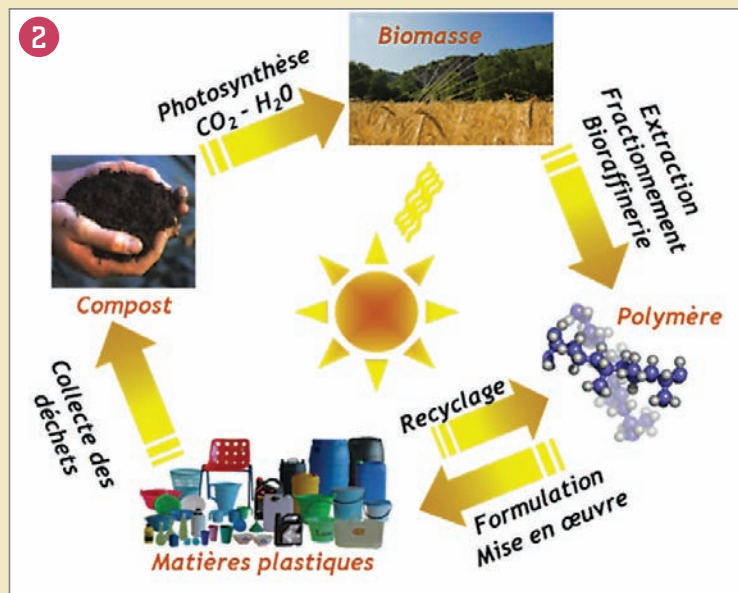 2
Biomasse
Photosynthèse
CO₂ - H₂O
Extraction
Fractionnement
Bioraffinerie
Polymère
Recyclage
Formulation
Mise en œuvre
Matières plastiques
Collecte des
déchets
Compost